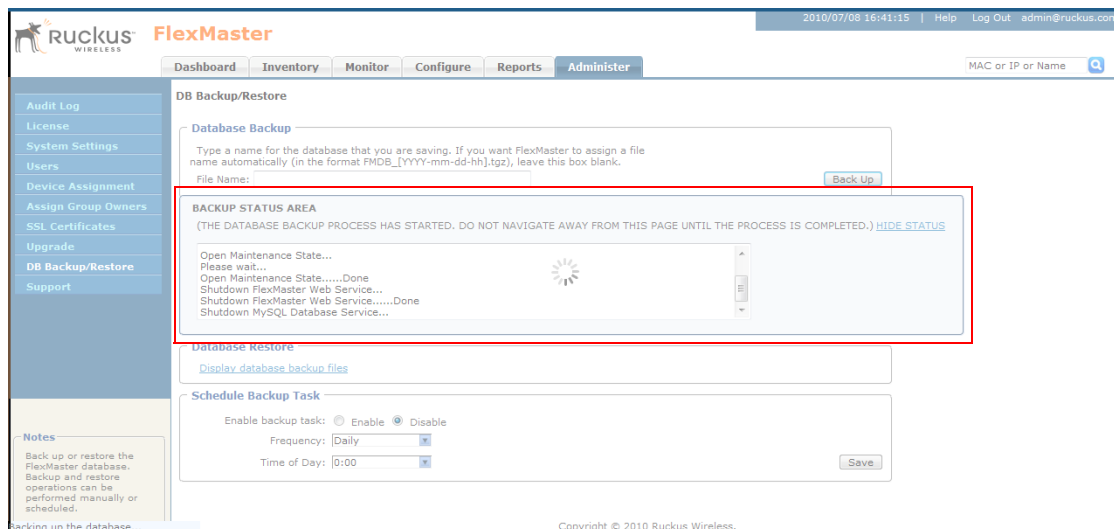 2010/07/08 16:41:15 | Help Log Out admin@ruckus.com
Ruckus
WIRELESS
FlexMaster
Dashboard Inventory Monitor Configure Reports Administer
MAC or IP or Name
Audit Log
License
System Settings
Users
Device Assignment
Assign Group Owners
SSL Certificates
Upgrade
DB Backup/Restore
Support
DB Backup/Restore
Database Backup
Type a name for the database that you are saving. If you want FlexMaster to assign a file
name automatically (in the format FMDB_[YYYY-mm-dd-hh].tgz), leave this box blank.
File Name:
Back Up
BACKUP STATUS AREA
(THE DATABASE BACKUP PROCESS HAS STARTED. DO NOT NAVIGATE AWAY FROM THIS PAGE UNTIL THE PROCESS IS COMPLETED.) HIDE STATUS
Open Maintenance State...
Please wait...
Open Maintenance State......Done
Shutdown FlexMaster Web Service...
Shutdown FlexMaster Web Service......Done
Shutdown MySQL Database Service...
Database Restore
Display database backup files
Schedule Backup Task
Enable backup task: Enable Disable
Frequency: Daily
Time of Day: 0:00
Save
Notes
Back up or restore the
FlexMaster database.
Backup and restore
operations can be
performed manually or
scheduled.
Backing up the database
Copyright © 2010 Ruckus Wireless.